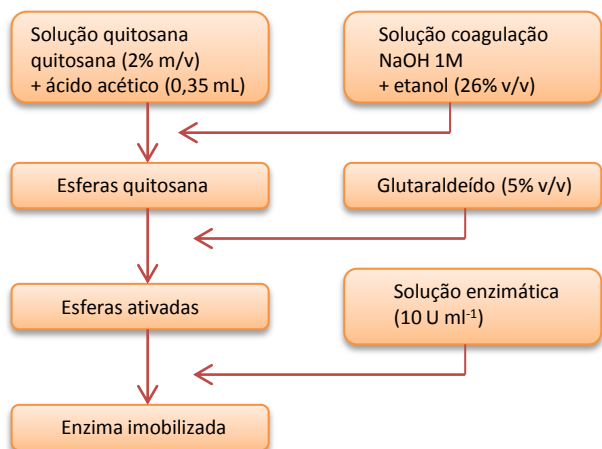 Solução quitosana
quitosana (2% m/v)
+ ácido acético (0,35 mL)
Solução coagulação
NaOH 1M
+ etanol (26% v/v)
Esferas quitosana
Glutaraldeído (5% v/v)
Esferas ativadas
Solução enzimática
(10 U ml⁻¹)
Enzima imobilizada